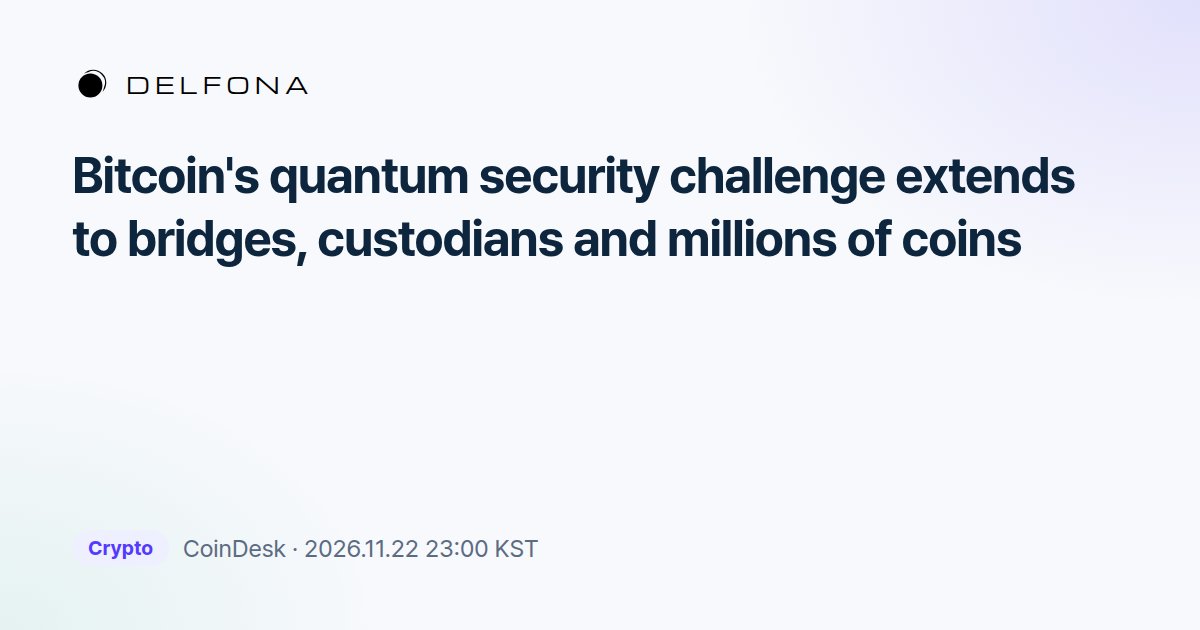 DELFONA
Bitcoin's quantum security challenge extends
to bridges, custodians and millions of coins
Crypto CoinDesk · 2026.11.22 23:00 KST